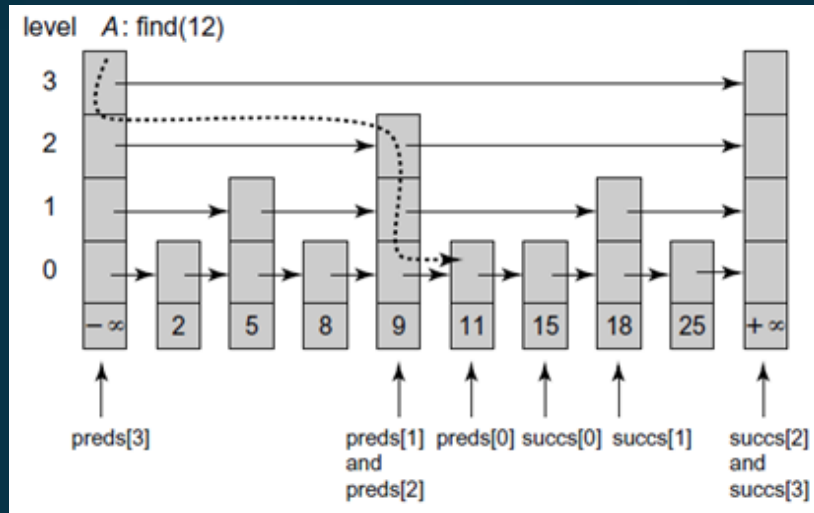 level A: find(12)
3
2
1
0
−∞ 2 5 8 9 11 15 18 25 +∞
preds[3] preds[1] preds[0] succs[0] succs[1] succs[2]
and and
preds[2] succs[3]